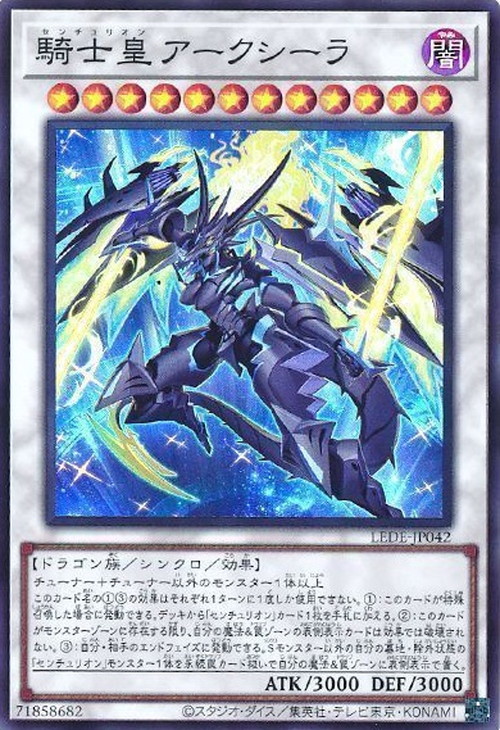 センチュリオン
騎士皇アークシーラ
やみ
闇
LEDE-JP042
【ドラゴン族／シンクロ／効果】
チューナー＋チューナー以外のモンスター１体以上
このカード名の①③の効果はそれぞれ１ターンに１度しか使用できない。①：このカードが特殊
召喚した場合に発動できる。デッキから「センチュリオン」カード１枚を手札に加える。②：このカード
がモンスターゾーンに存在する限り、自分の魔法＆罠ゾーンの表側表示カードは効果では破壊されな
い。③：自分・相手のエンドフェイズに発動できる。Sモンスター以外の自分の墓地・除外状態の
「センチュリオン」モンスター１体を永続罠カード扱いで自分の魔法＆罠ゾーンに表側表示で置く。
ATK/3000 DEF/3000
71858682 ©スタジオ・ダイス／集英社・テレビ東京・KONAMI